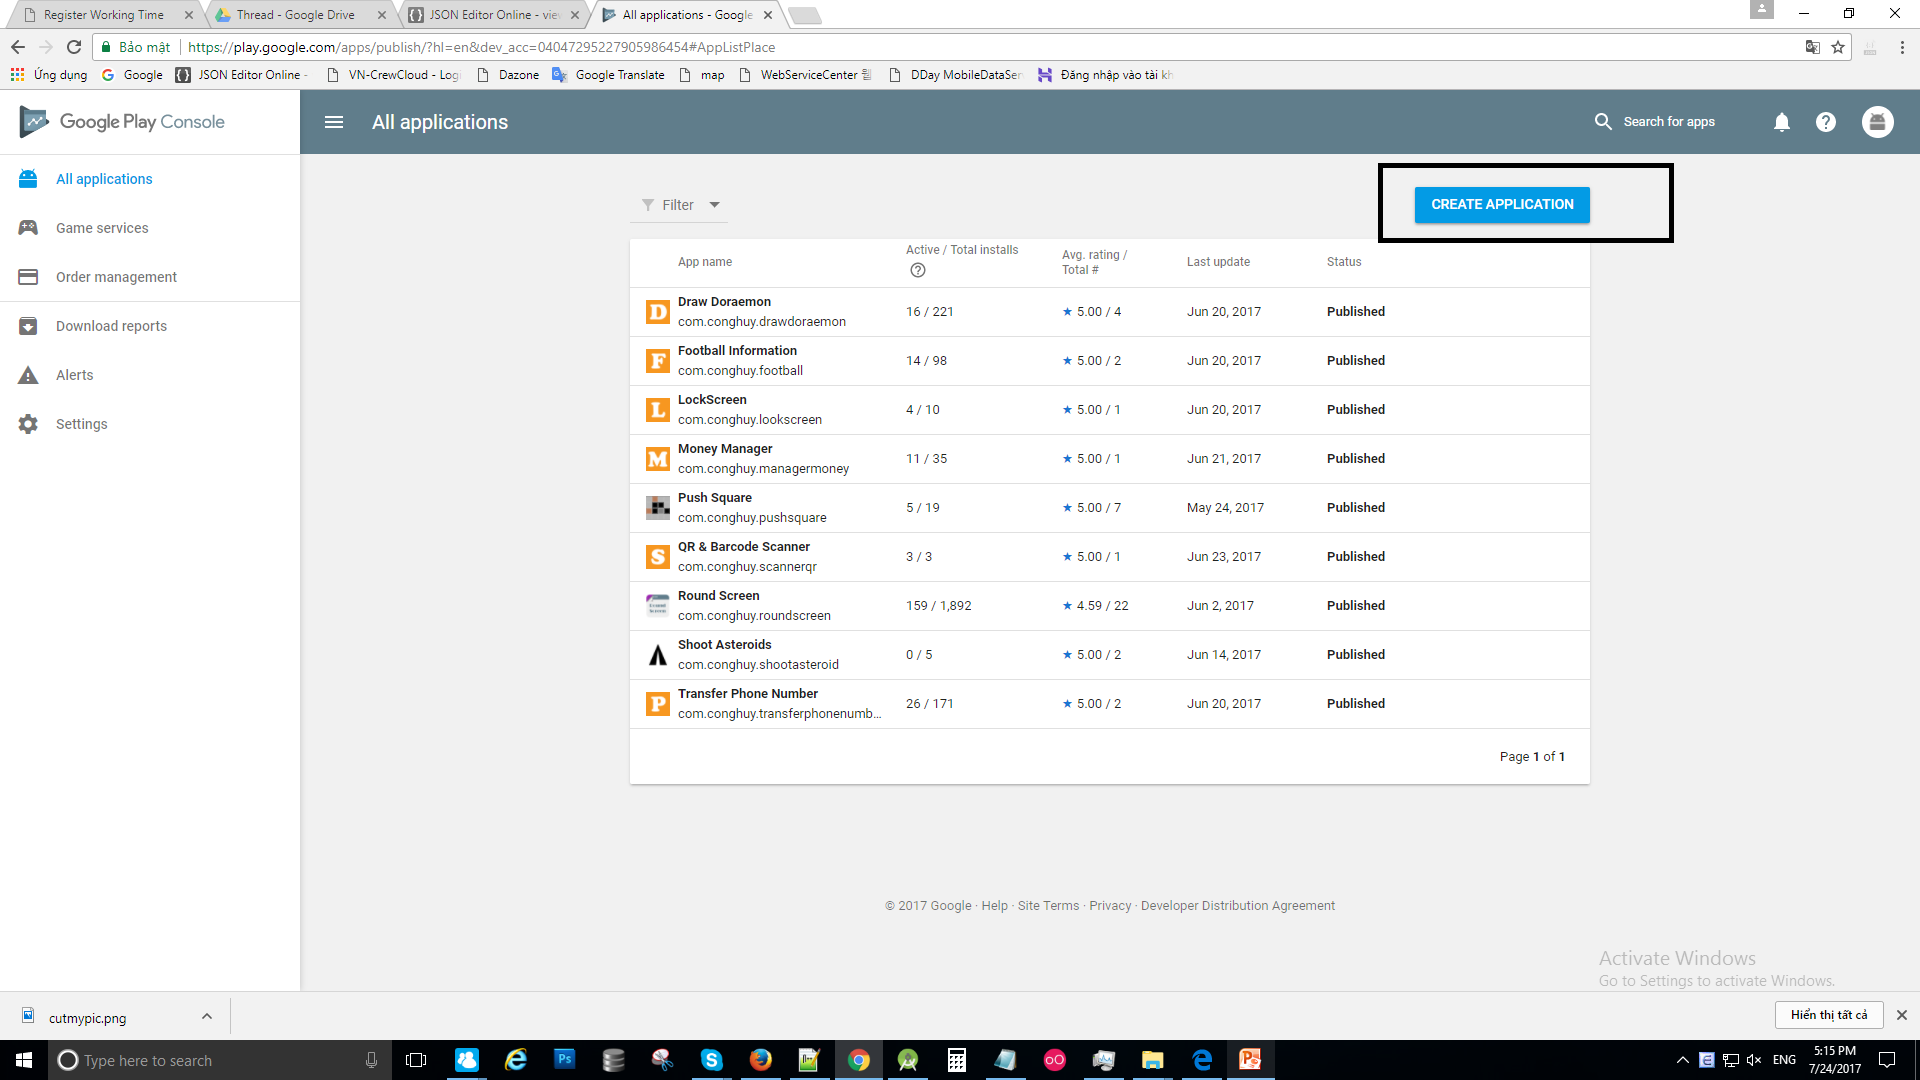 Register Working Time
Thread - Google Drive
JSON Editor Online - vie
All applications - Google
Bảo mật
https://play.google.com/apps/publish/?hl=en&dev_acc=04047295227905986454#AppListPlace
Ứng dụng
Google
JSON Editor Online -
VN-CrewCloud - Log
Dazone
Google Translate
map
WebServiceCenter
DDay MobileDataSer
Đăng nhập vào tài kh
Google Play Console
All applications
Search for apps
All applications
Game services
Order management
Download reports
Alerts
Settings
Filter
CREATE APPLICATION
App name
Active / Total installs
Avg. rating /
Total #
Last update
Status
D
Draw Doraemon
com.conghuy.drawdoraemon
16 / 221
★ 5.00 / 4
Jun 20, 2017
Published
F
Football Information
com.conghuy.football
14 / 98
★ 5.00 / 2
Jun 20, 2017
Published
L
LockScreen
com.conghuy.lookscreen
4 / 10
★ 5.00 / 1
Jun 20, 2017
Published
M
Money Manager
com.conghuy.managermoney
11 / 35
★ 5.00 / 1
Jun 21, 2017
Published
Push Square
com.conghuy.pushsquare
5 / 19
★ 5.00 / 7
May 24, 2017
Published
S
QR & Barcode Scanner
com.conghuy.scannerqr
3 / 3
★ 5.00 / 1
Jun 23, 2017
Published
Round Screen
com.conghuy.roundscreen
159 / 1,892
★ 4.59 / 22
Jun 2, 2017
Published
Shoot Asteroids
com.conghuy.shootasteroid
0 / 5
★ 5.00 / 2
Jun 14, 2017
Published
P
Transfer Phone Number
com.conghuy.transferphonenumb...
26 / 171
★ 5.00 / 2
Jun 20, 2017
Published
Page 1 of 1
© 2017 Google · Help · Site Terms · Privacy · Developer Distribution Agreement
Activate Windows
Go to Settings to activate Windows.
cutmypic.png
Hiển thị tất cả
Type here to search
ENG
5:15 PM
7/24/2017